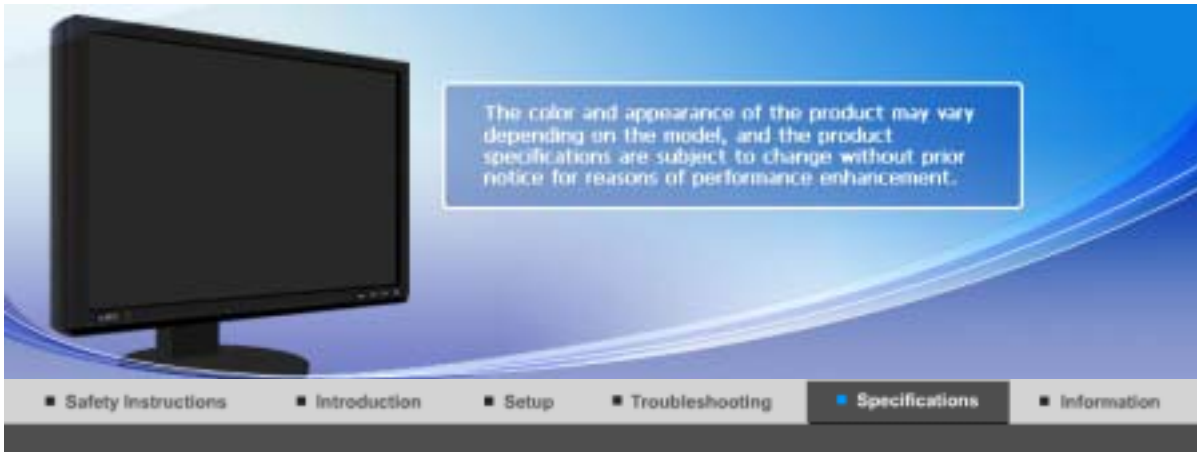 The color and appearance of the product may vary
depending on the model, and the product
specifications are subject to change without prior
notice for reasons of performance enhancement.
Safety Instructions
Introduction
Setup
Troubleshooting
Specifications
Information